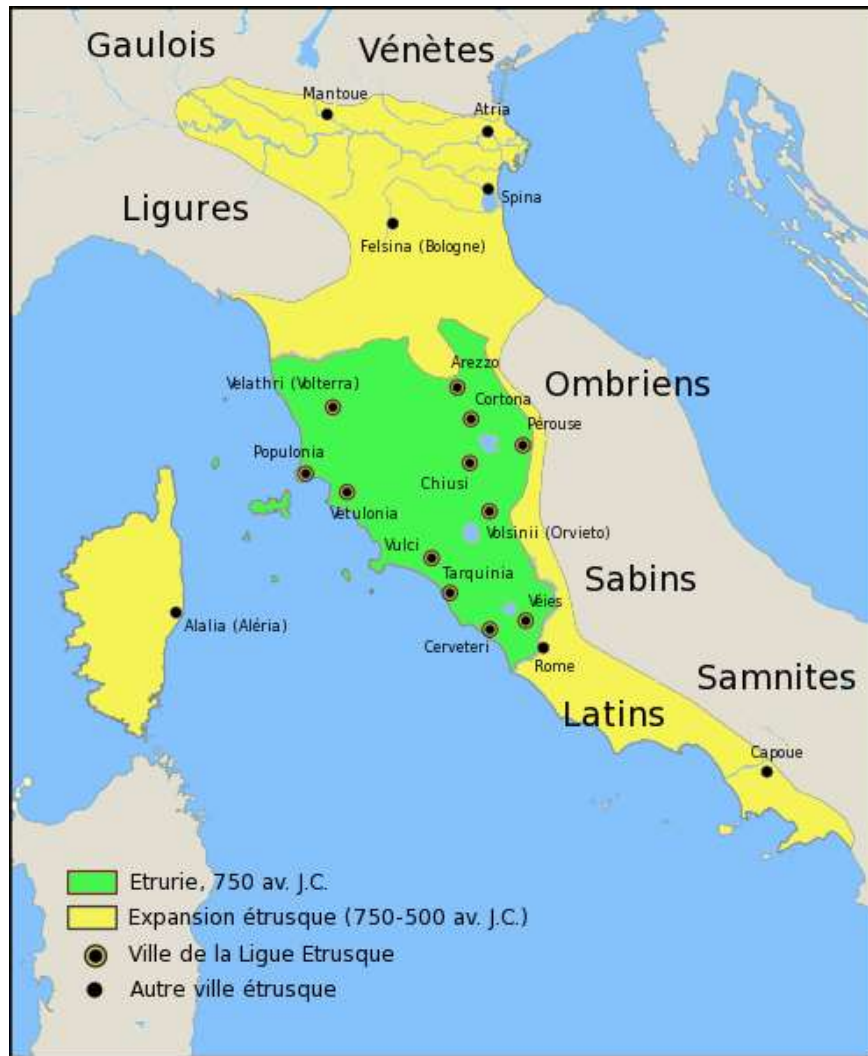 Gaulois
Vénètes
Mantoue
Atria
Ligures
Spina
Felsina (Bologne)
Arezzo
Velathri (Volterra)
Ombriens
Cortona
Pérouse
Populonia
Chiusi
Vetulonia
Volsinii (Orvieto)
Vulci
Tarquinia
Sabins
Véies
Alalia (Aléria)
Cerveteri
Rome
Samnites
Latins
Capoue
Etrurie, 750 av. J.C.
Expansion étrusque (750-500 av. J.C.)
Ville de la Ligue Etrusque
Autre ville étrusque